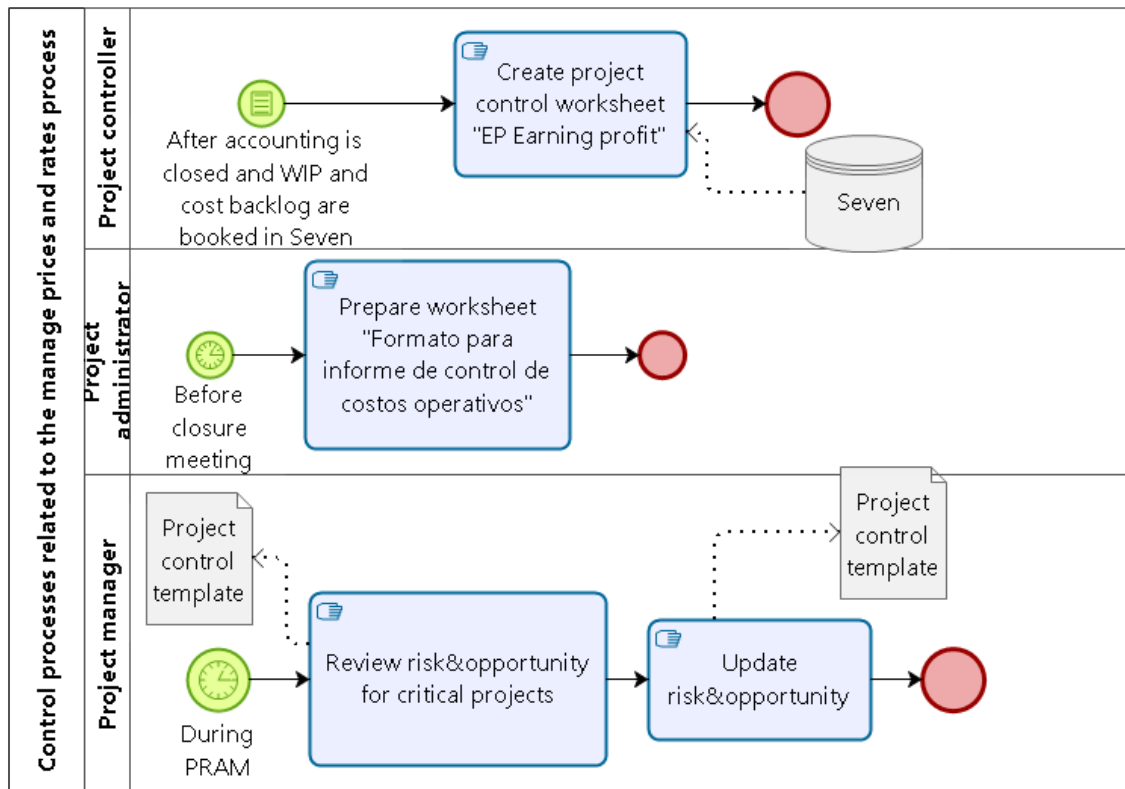 Control processes related to the manage prices and rates process
Project controller
After accounting is
closed and WIP and
cost backlog are
booked in Seven
Create project
control worksheet
"EP Earning profit"
Seven
Project
administrator
Before
closure
meeting
Prepare worksheet
"Formato para
informe de control de
costos operativos"
Project manager
Project
control
template
During
PRAM
Review risk&opportunity
for critical projects
Update
risk&opportunity
Project
control
template